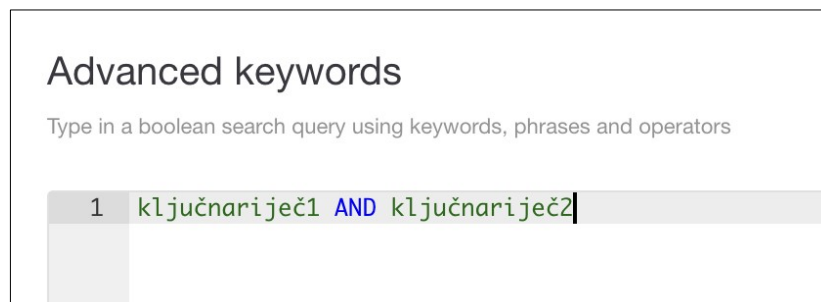 Advanced keywords
Type in a boolean search query using keywords, phrases and operators
1 ključnariječ1 AND ključnariječ2